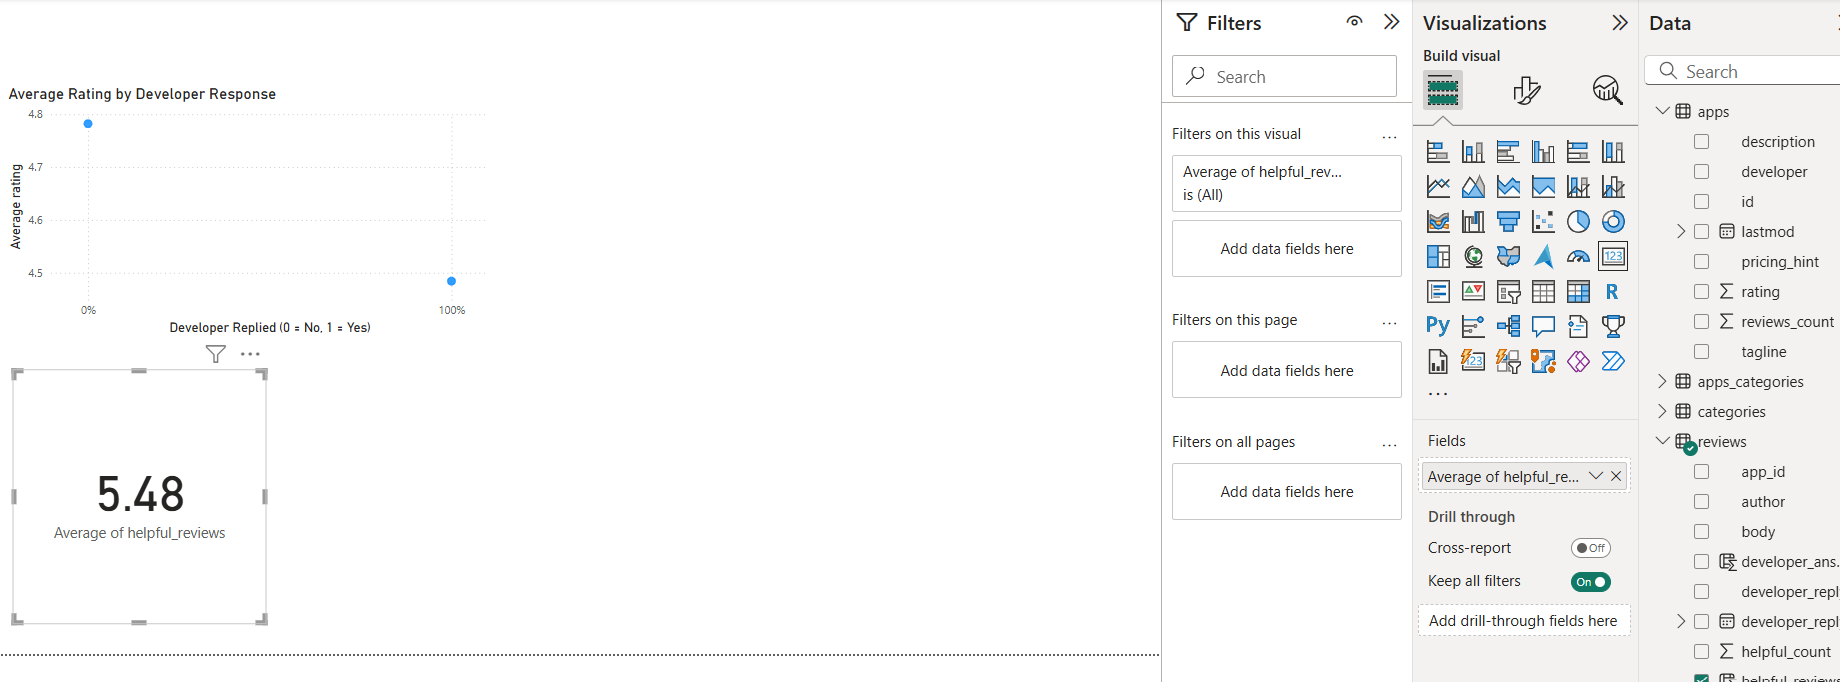 Average Rating by Developer Response
4.8
4.7
4.6
4.5
Average rating
0%
100%
Developer Replied (0 = No, 1 = Yes)
5.48
Average of helpful_reviews
Filters
Search
Filters on this visual
Average of helpful_rev...
is (All)
Add data fields here
Filters on this page
Add data fields here
Filters on all pages
Add data fields here
Visualizations
Build visual
123
R
Py
123
Fields
Average of helpful_re...
Drill through
Cross-report
Off
Keep all filters
On
Add drill-through fields here
Data
Search
apps
description
developer
id
lastmod
pricing_hint
rating
reviews_count
tagline
apps_categories
categories
reviews
app_id
author
body
developer_ans.
developer_repl
developer_repl
helpful_count
helpful_reviews